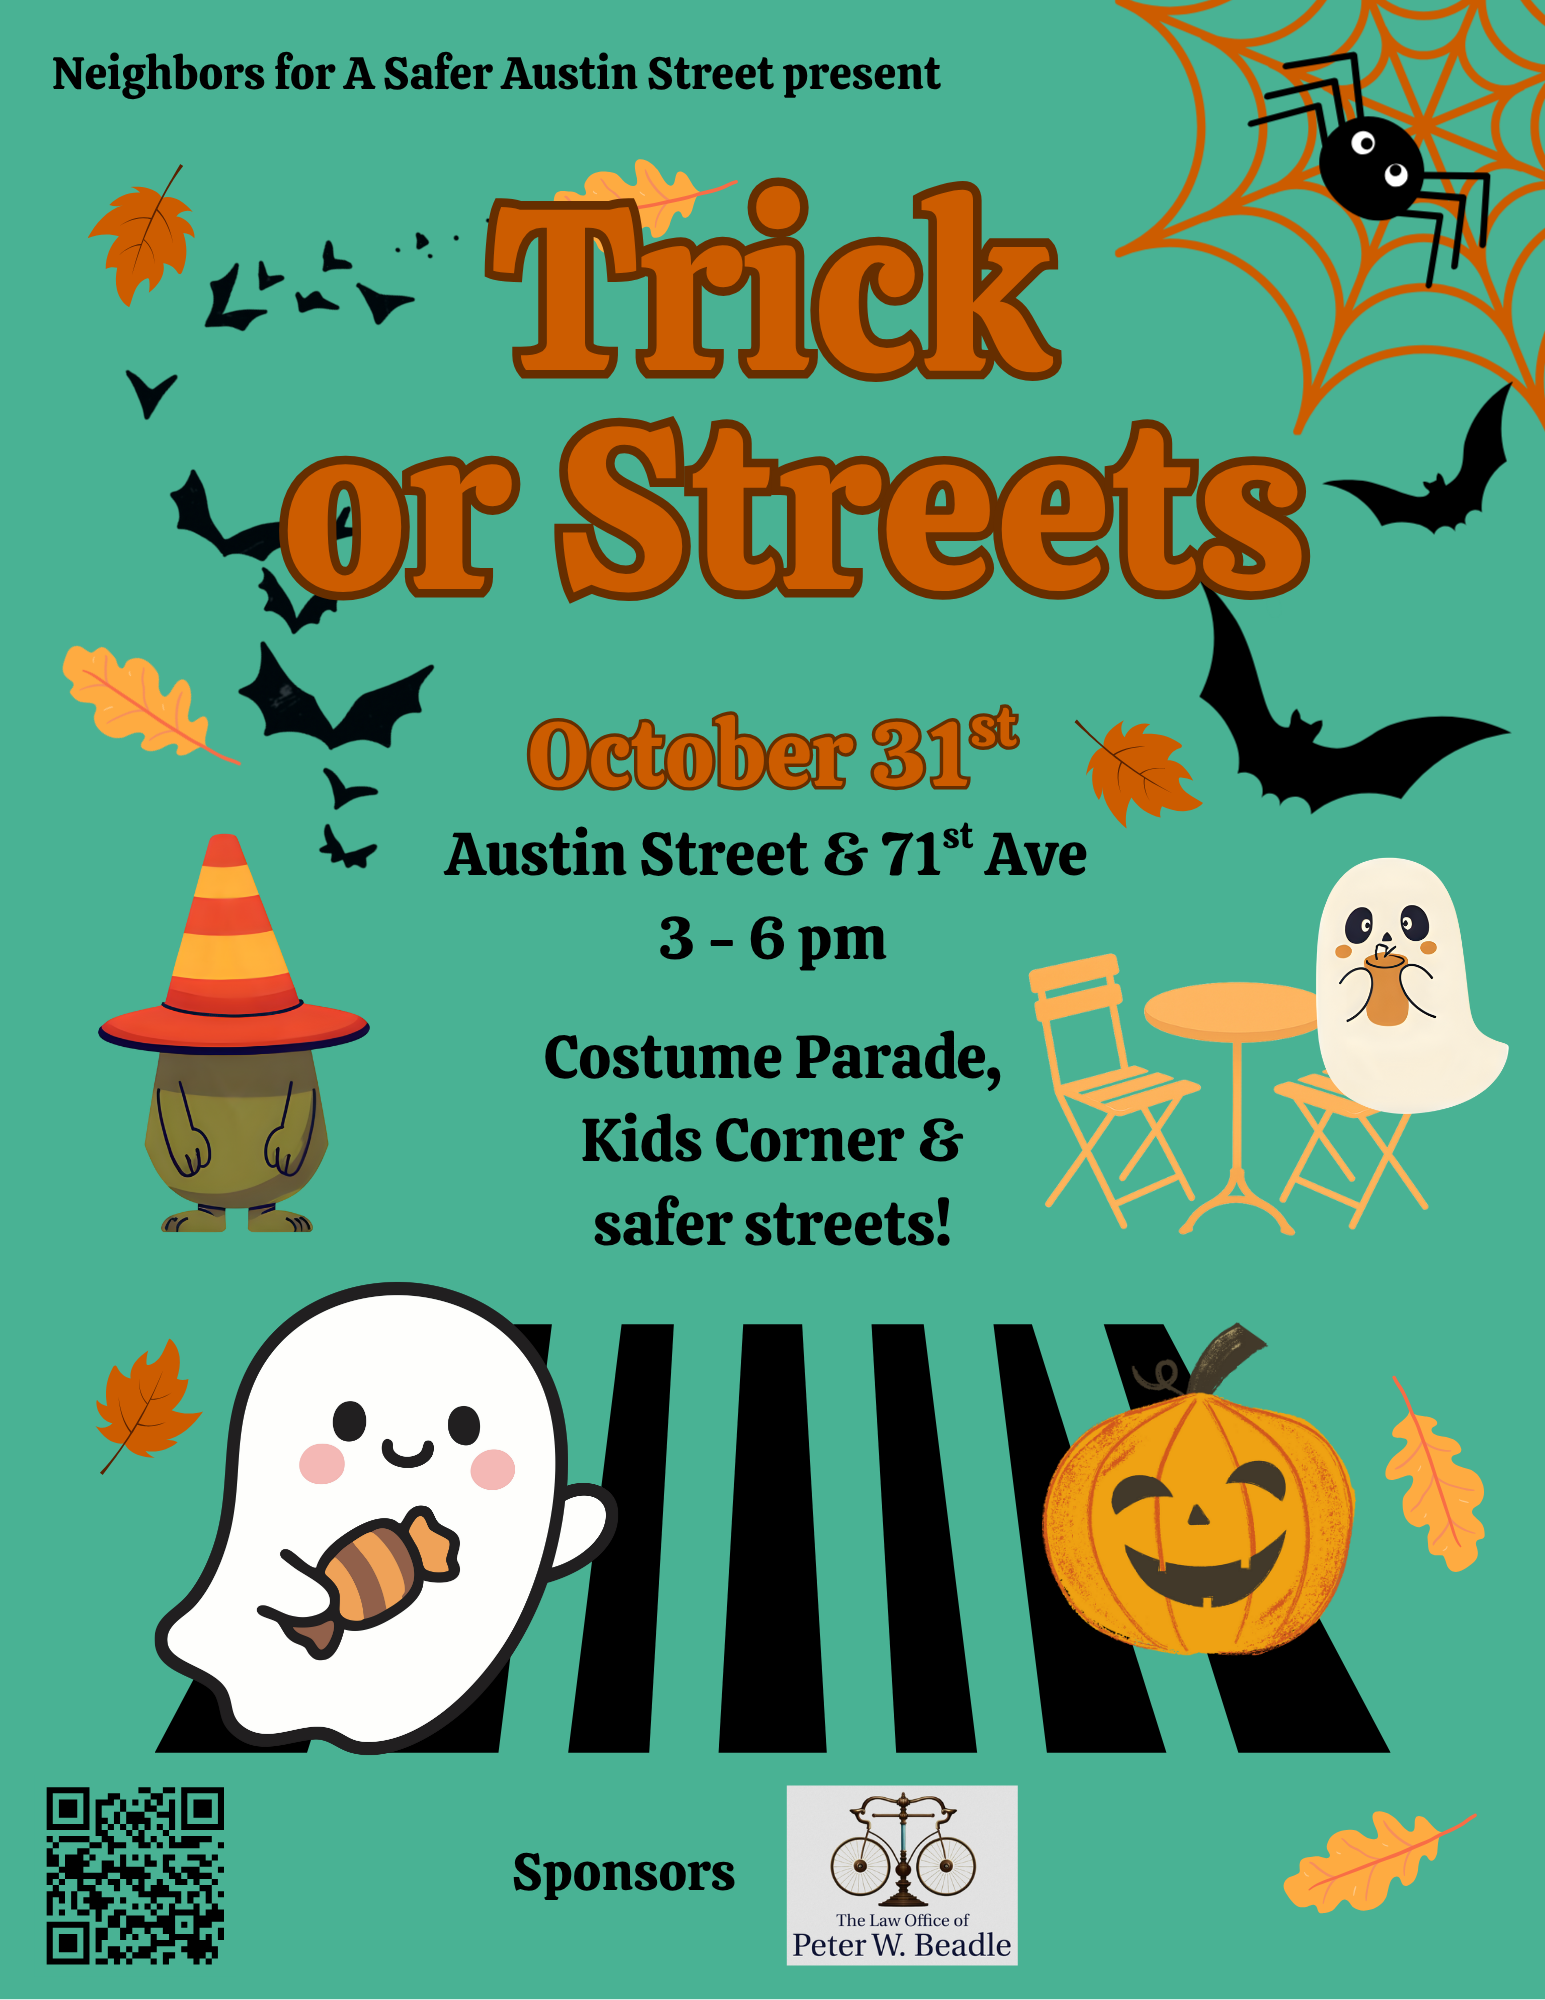 Neighbors for A Safer Austin Street present
Trick
or Streets
October 31st
Austin Street & 71st Ave
3 - 6 pm
Costume Parade,
Kids Corner &
safer streets!
Sponsors
The Law Office of
Peter W. Beadle